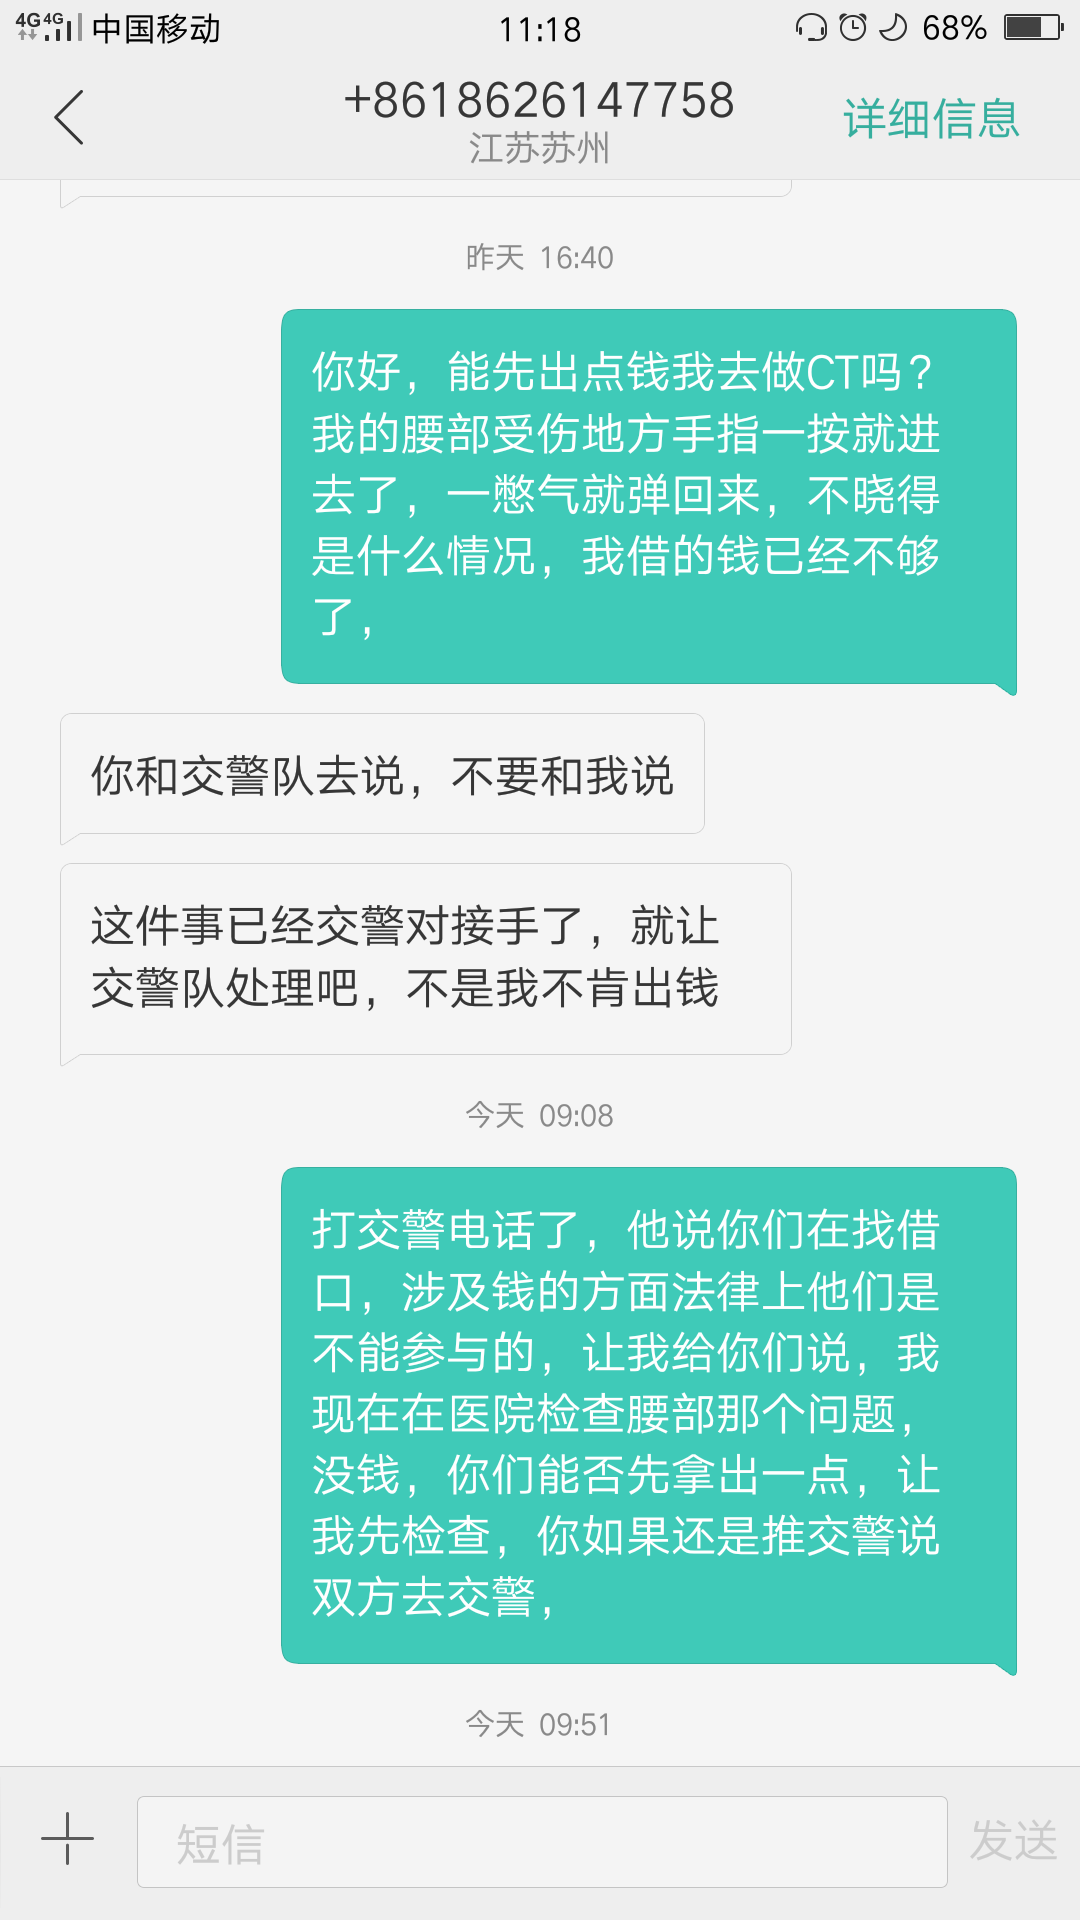 4G 4G 中国移动 11:18 68%
+8618626147758
江苏苏州
详细信息
昨天 16:40
你好，能先出点钱我去做CT吗？
我的腰部受伤地方手指一按就进
去了，一憋气就弹回来，不晓得
是什么情况，我借的钱已经不够
了，
你和交警队去说，不要和我说
这件事已经交警对接手了，就让
交警队处理吧，不是我不肯出钱
今天 09:08
打交警电话了，他说你们在找借
口，涉及钱的方面法律上他们是
不能参与的，让我给你们说，我
现在在医院检查腰部那个问题，
没钱，你们能否先拿出一点，让
我先检查，你如果还是推交警说
双方去交警，
今天 09:51
短信
发送